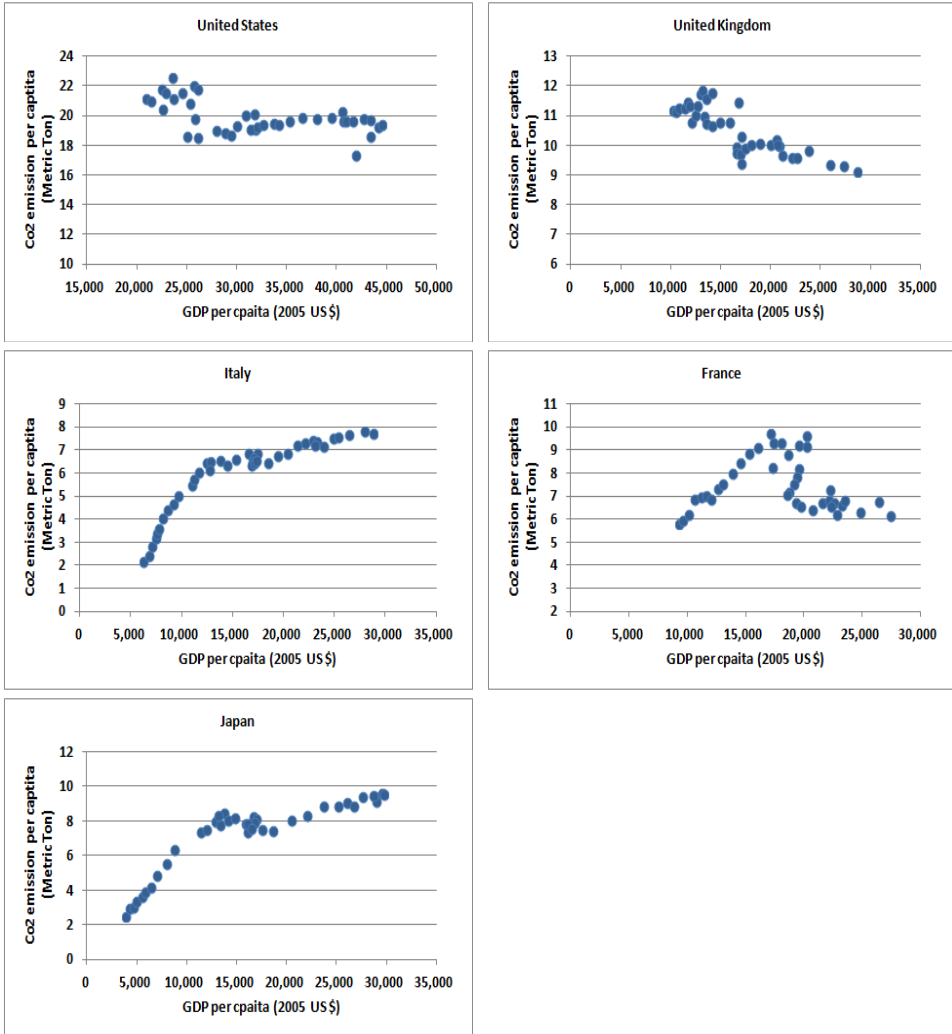 United States
Co2 emission per captita
(Metric Ton)
24
22
20
18
16
14
12
10
15,000 20,000 25,000 30,000 35,000 40,000 45,000 50,000
GDP per cpaita (2005 US $)
United Kingdom
Co2 emission per captita
(Metric Ton)
13
12
11
10
9
8
7
6
0 5,000 10,000 15,000 20,000 25,000 30,000 35,000
GDP per cpaita (2005 US $)
Italy
Co2 emission per captita
(Metric Ton)
9
8
7
6
5
4
3
2
1
0
0 5,000 10,000 15,000 20,000 25,000 30,000
GDP per cpaita (2005 US $)
France
Co2 emission per captita
(Metric Ton)
11
10
9
8
7
6
5
4
3
2
0 5,000 10,000 15,000 20,000 25,000 30,000
GDP per cpaita (2005 US $)
Japan
Co2 emission per captita
(Metric Ton)
12
10
8
6
4
2
0
0 5,000 10,000 15,000 20,000 25,000 30,000 35,000
GDP per cpaita (2005 US $)